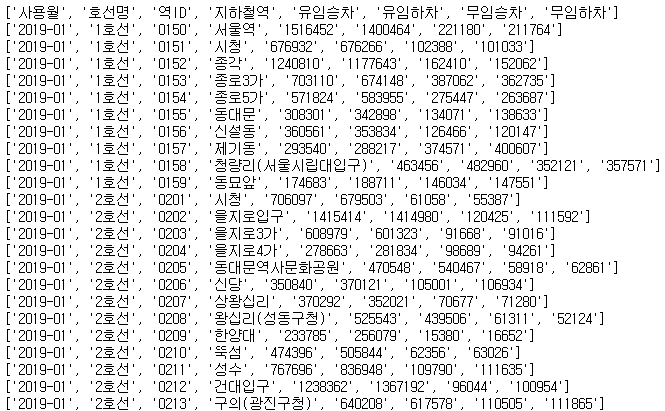 ['사용월', '호선명', '역ID', '지하철역', '유임승차', '유임하차', '무임승차', '무임하차']
['2019-01', '1호선', '0150', '서울역', '1516452', '1400464', '221180', '211764']
['2019-01', '1호선', '0151', '시청', '676932', '676266', '102388', '101033']
['2019-01', '1호선', '0152', '종각', '1240810', '1177643', '162410', '152062']
['2019-01', '1호선', '0153', '종로3가', '703110', '674148', '387062', '362735']
['2019-01', '1호선', '0154', '종로5가', '571824', '583955', '275447', '263687']
['2019-01', '1호선', '0155', '동대문', '308301', '342898', '134071', '138633']
['2019-01', '1호선', '0156', '신설동', '360561', '353834', '126466', '120147']
['2019-01', '1호선', '0157', '제기동', '293540', '288217', '374571', '400607']
['2019-01', '1호선', '0158', '청량리(서울시립대입구)', '463456', '482960', '352121', '357571']
['2019-01', '1호선', '0159', '동묘앞', '174683', '188711', '146034', '147551']
['2019-01', '2호선', '0201', '시청', '706097', '679503', '61058', '55387']
['2019-01', '2호선', '0202', '을지로입구', '1415414', '1414980', '120425', '111592']
['2019-01', '2호선', '0203', '을지로3가', '608979', '601323', '91668', '91016']
['2019-01', '2호선', '0204', '을지로4가', '278663', '281834', '98689', '94261']
['2019-01', '2호선', '0205', '동대문역사문화공원', '470548', '540467', '58918', '62861']
['2019-01', '2호선', '0206', '신당', '350840', '370121', '105001', '106934']
['2019-01', '2호선', '0207', '상왕십리', '370292', '352021', '70677', '71280']
['2019-01', '2호선', '0208', '왕십리(성동구청)', '525543', '439506', '61311', '52124']
['2019-01', '2호선', '0209', '한양대', '233785', '256079', '15380', '16652']
['2019-01', '2호선', '0210', '뚝섬', '474396', '505844', '62356', '63026']
['2019-01', '2호선', '0211', '성수', '767696', '836948', '109790', '111635']
['2019-01', '2호선', '0212', '건대입구', '1238362', '1367192', '96044', '100954']
['2019-01', '2호선', '0213', '구의(광진구청)', '640208', '617578', '110505', '111865']